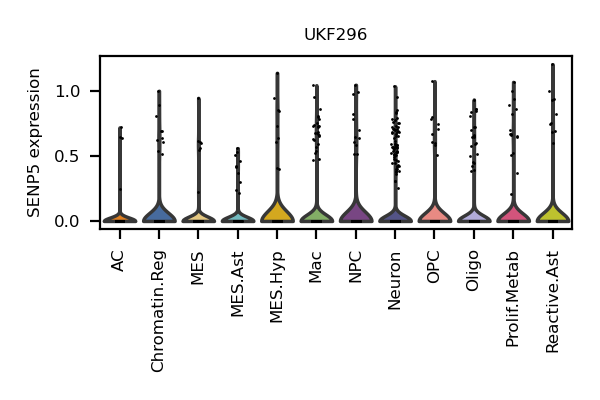 UKF296
SENP5 expression
1.0
0.5
0.0
AC
Chromatin.Reg
MES
MES.Ast
MES.Hyp
Mac
NPC
Neuron
OPC
Oligo
Prolif.Metab
Reactive.Ast